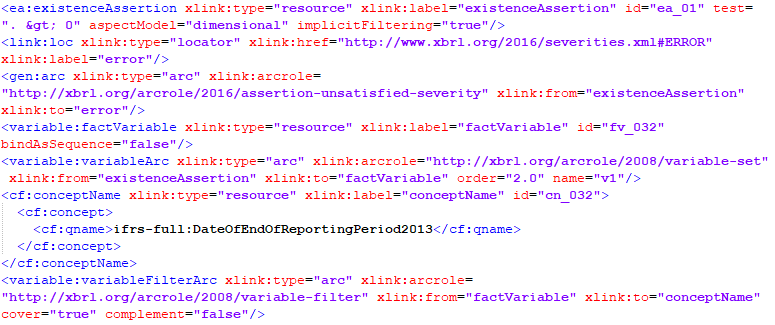 <ea:existenceAssertion xlink:type="resource" xlink:label="existenceAssertion" id="ea_01" test=
". &gt; 0" aspectModel="dimensional" implicitFiltering="true"/>
<link:loc xlink:type="locator" xlink:href="http://www.xbrl.org/2016/severities.xml#ERROR"
xlink:label="error"/>
<gen:arc xlink:type="arc" xlink:arcrole=
"http://xbrl.org/arcrole/2016/assertion-unsatisfied-severity" xlink:from="existenceAssertion"
xlink:to="error"/>
<variable:factVariable xlink:type="resource" xlink:label="factVariable" id="fv_032"
bindAsSequence="false"/>
<variable:variableArc xlink:type="arc" xlink:arcrole="http://xbrl.org/arcrole/2008/variable-set"
xlink:from="existenceAssertion" xlink:to="factVariable" order="2.0" name="v1"/>
<cf:conceptName xlink:type="resource" xlink:label="conceptName" id="cn_032">
<cf:concept>
<cf:qname>ifrs-full:DateOfEndOfReportingPeriod2013</cf:qname>
</cf:concept>
</cf:conceptName>
<variable:variableFilterArc xlink:type="arc" xlink:arcrole=
"http://xbrl.org/arcrole/2008/variable-filter" xlink:from="factVariable" xlink:to="conceptName"
cover="true" complement="false"/>